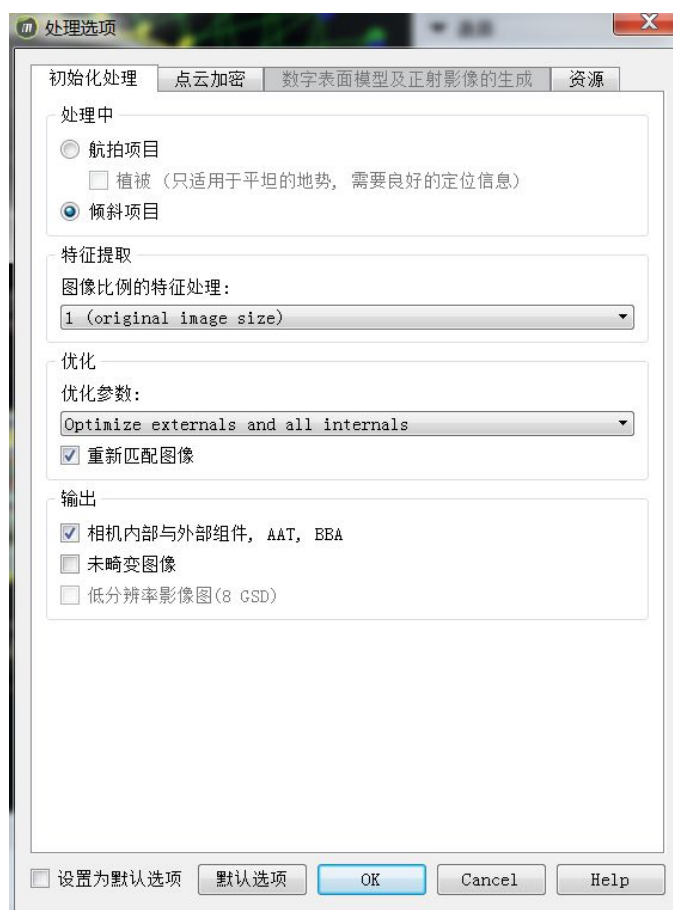 处理选项
初始化处理 点云加密 数字表面模型及正射影像的生成 资源
处理中
航拍项目
植被 (只适用于平坦的地势, 需要良好的定位信息)
倾斜项目
特征提取
图像比例的特征处理:
1 (original image size)
优化
优化参数:
Optimize externals and all internals
重新匹配图像
输出
相机内部与外部组件, AAT, BBA
未畸变图像
低分辨率影像图(8 GSD)
设置为默认选项 默认选项 OK Cancel Help